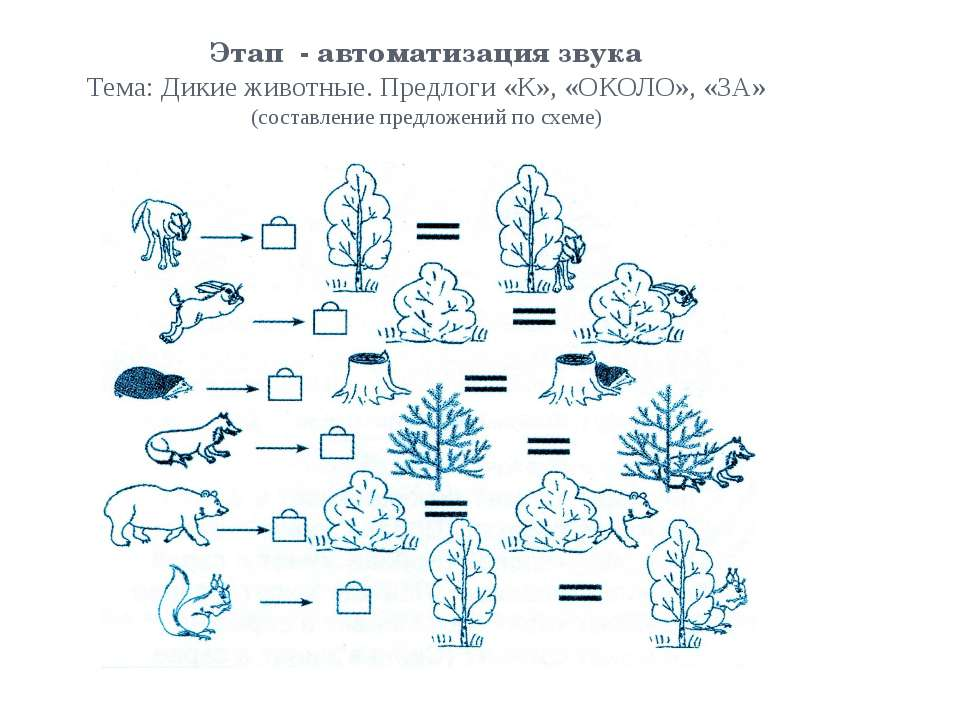 Этап - автоматизация звука
Тема: Дикие животные. Предлоги «К», «ОКОЛО», «ЗА»
(составление предложений по схеме)